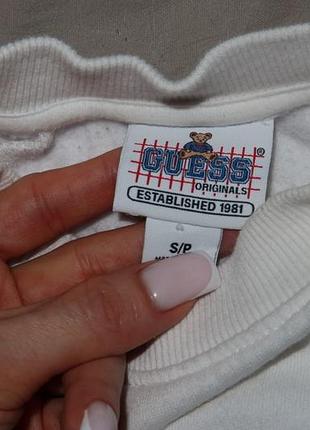 GUESS
®
ORIGINALS
ESTABLISHED 1981
S/P